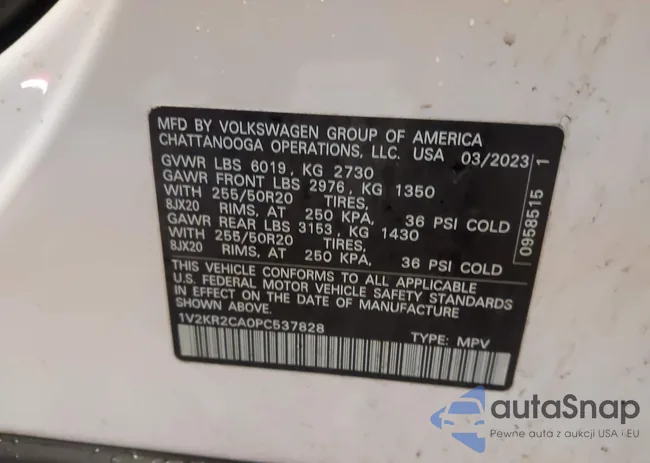 MFD BY VOLKSWAGEN GROUP OF AMERICA
CHATTANOOGA OPERATIONS, LLC. USA 03/2023
GVWR LBS 6019, KG 2730
GAWR FRONT LBS 2976, KG 1350
WITH 255/50R20 TIRES,
8JX20 RIMS, AT 250 KPA, 36 PSI COLD
GAWR REAR LBS 3153, KG 1430
WITH 255/50R20 TIRES,
8JX20 RIMS, AT 250 KPA, 36 PSI COLD
THIS VEHICLE CONFORMS TO ALL APPLICABLE
U.S. FEDERAL MOTOR VEHICLE SAFETY STANDARDS
IN EFFECT ON THE DATE OF MANUFACTURE
SHOWN ABOVE.
1V2KR2CA0PC537828 TYPE: MPV
0958515 1
autaSnap
Pewne auta z aukcji USA i EU